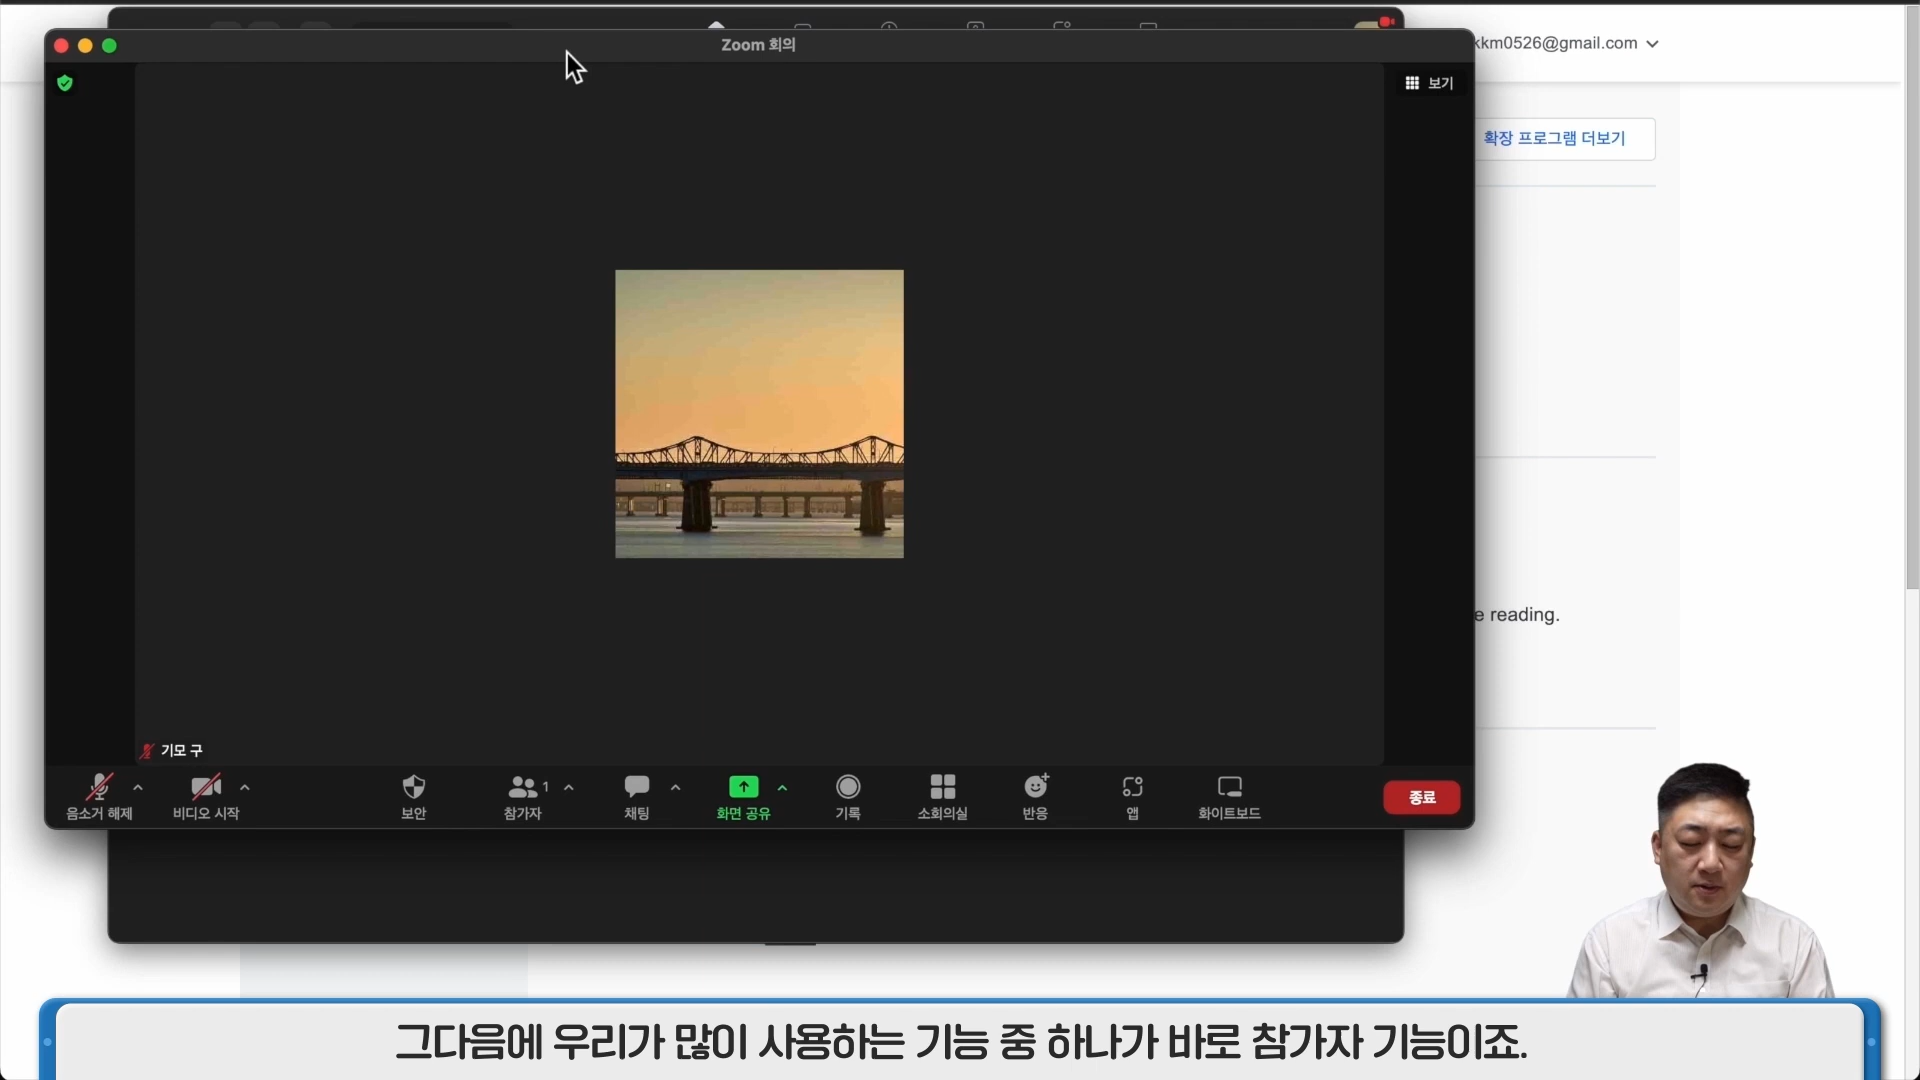 Zoom 회의
kkm0526@gmail.com
보기
확장 프로그램 더보기
e reading.
기모 구
음소거 해제
비디오 시작
보안
참가자
1
채팅
화면 공유
기록
소회의실
반응
앱
화이트보드
종료
그다음에 우리가 많이 사용하는 기능 중 하나가 바로 참가자 기능이죠.